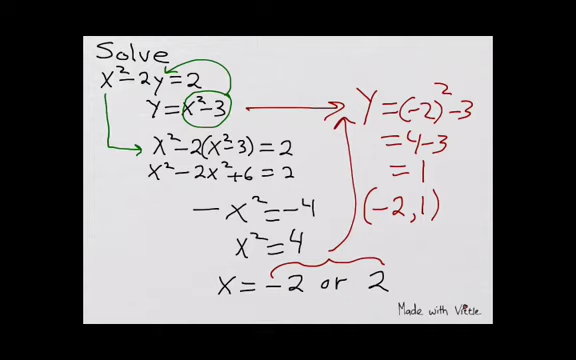 Solve
x²-2y=2
y=x²-3
x²-2(x²-3)=2
x²-2x²+6=2
-x²=-4
x²=4
x=-2 or 2
y=(-2)²-3
=4-3
=1
(-2,1)
Made with Vittle